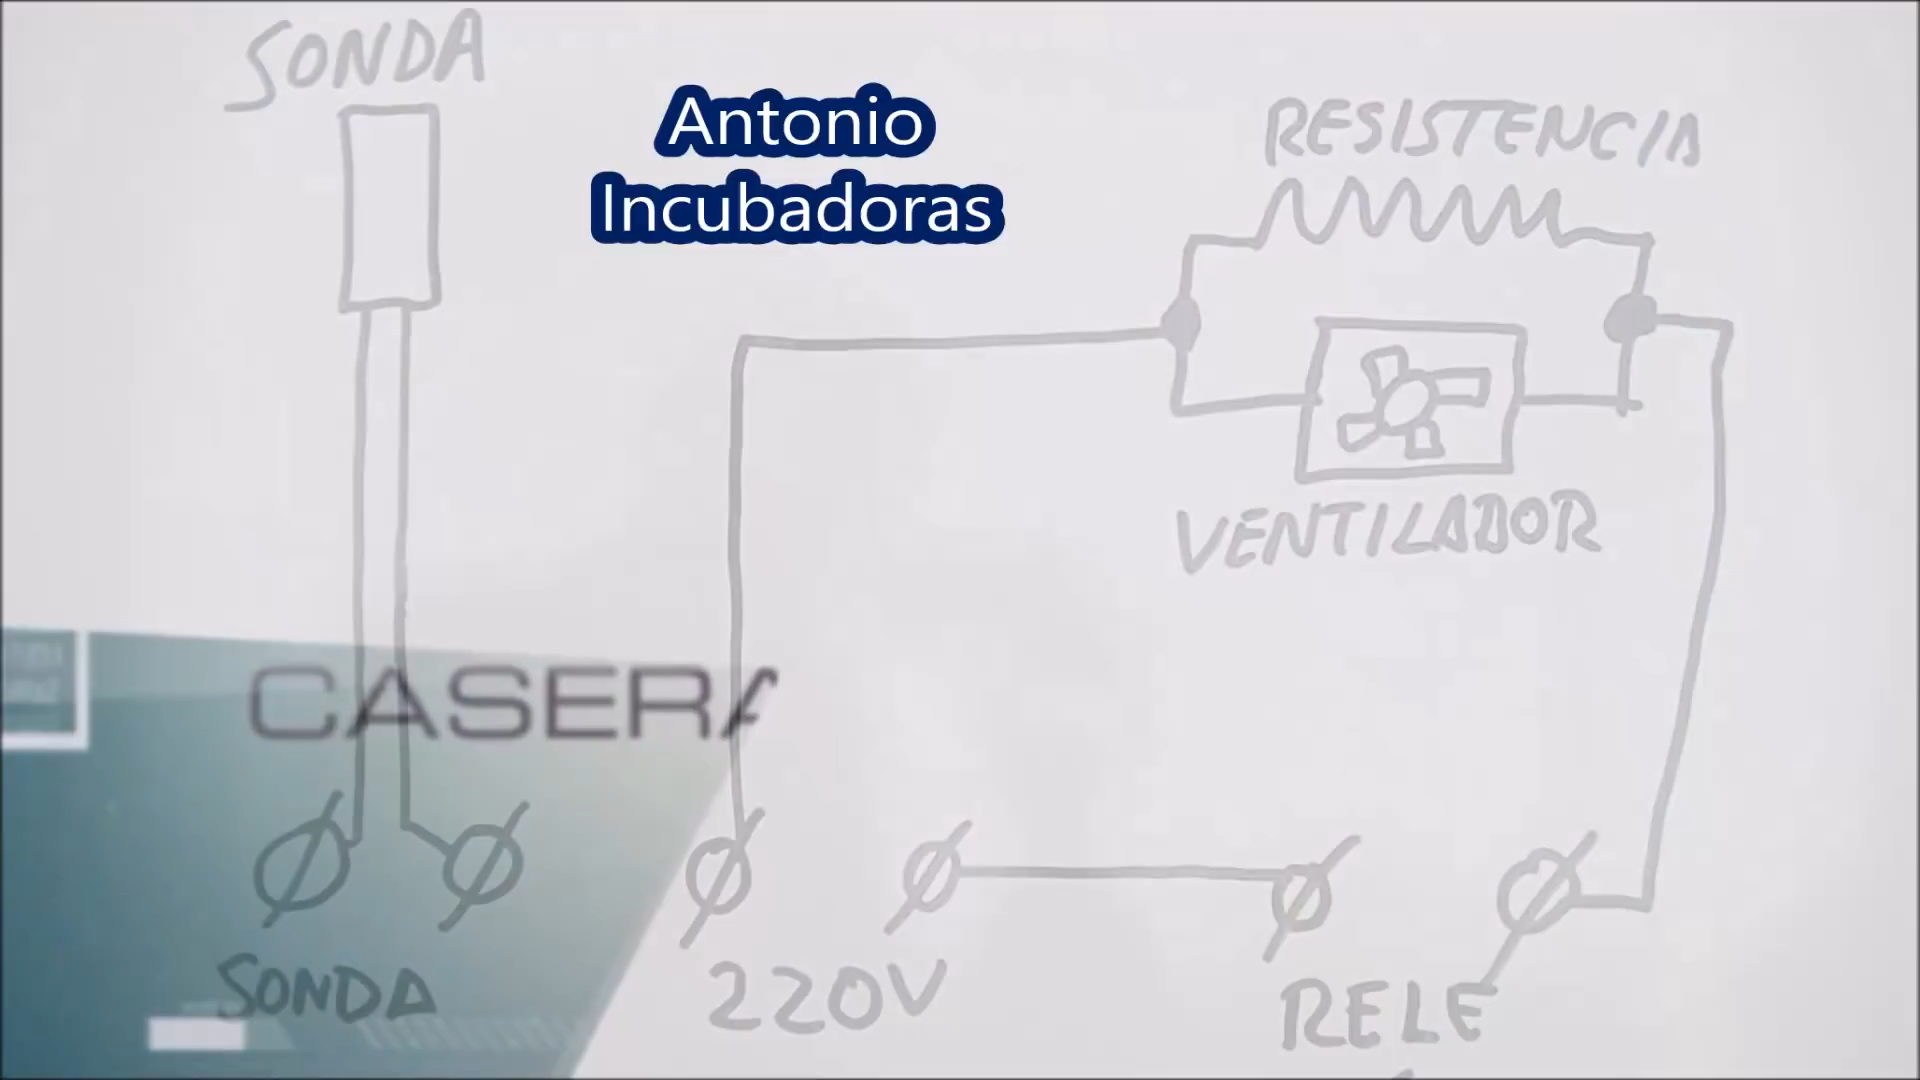 SONDA
Antonio
Incubadoras
RESISTENCIA
VENTILADOR
CASERA
SONDA
220V
RELE